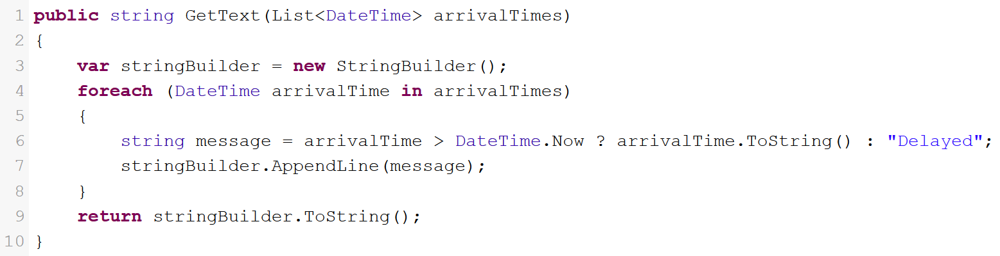 1 public string GetText(List<DateTime> arrivalTimes)
2 {
3     var stringBuilder = new StringBuilder();
4     foreach (DateTime arrivalTime in arrivalTimes)
5     {
6         string message = arrivalTime > DateTime.Now ? arrivalTime.ToString() : "Delayed";
7         stringBuilder.AppendLine(message);
8     }
9     return stringBuilder.ToString();
10 }